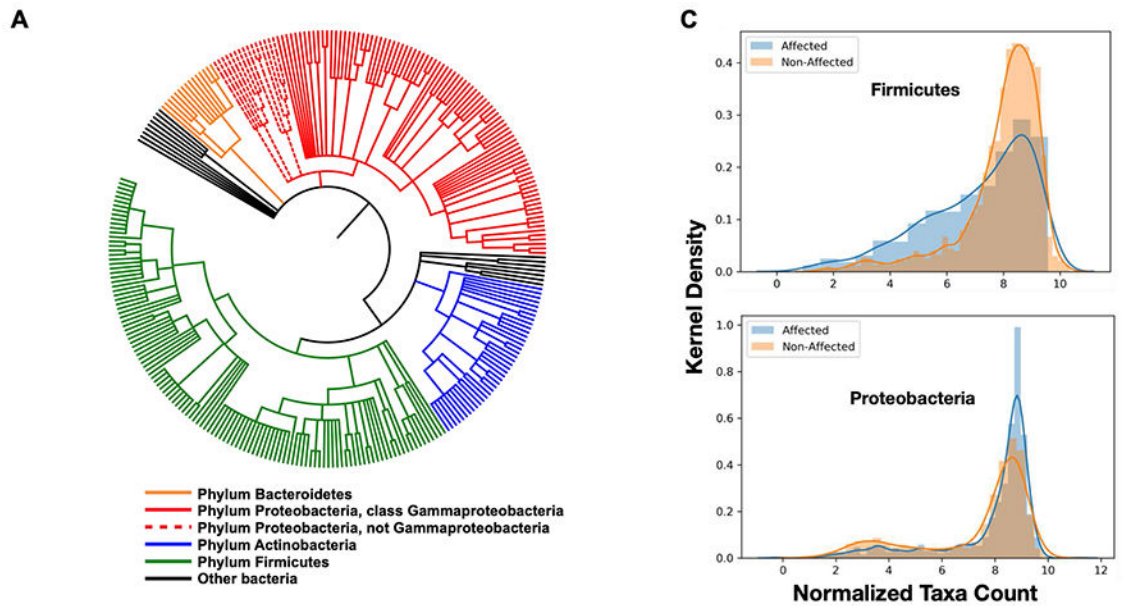 A
Phylum Bacteroidetes
Phylum Proteobacteria, class Gammaproteobacteria
Phylum Proteobacteria, not Gammaproteobacteria
Phylum Actinobacteria
Phylum Firmicutes
Other bacteria
C
Affected
Non-Affected
Firmicutes
0.4
0.3
0.2
0.1
0.0
0 2 4 6 8 10
Kernel Density
Affected
Non-Affected
Proteobacteria
1.0
0.8
0.6
0.4
0.2
0.0
0 2 4 6 8 10 12
Normalized Taxa Count